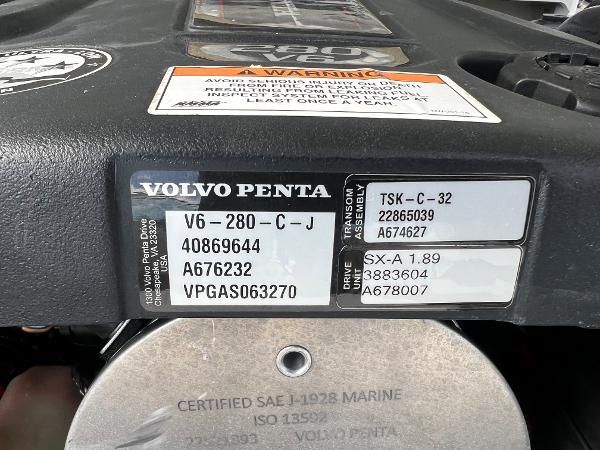 280
V6
WARNING
AVOID SERIOUS INJURY OR DEATH
FROM FIRE OR EXPLOSION
RESULTING FROM LEAKING FUEL.
INSPECT SYSTEM FOR LEAKS AT
LEAST ONCE A YEAR.
VOLVO PENTA
1300 Volvo Penta Drive
Chesapeake, VA 23320
USA
V6-280-C-J
40869644
A676232
VPGAS063270
TRANSOM
ASSEMBLY
TSK-C-32
22865039
A674627
DRIVE
UNIT
SX-A 1.89
3883604
A678007
CERTIFIED SAE J-1928 MARINE
ISO 13592
VOLVO PENTA